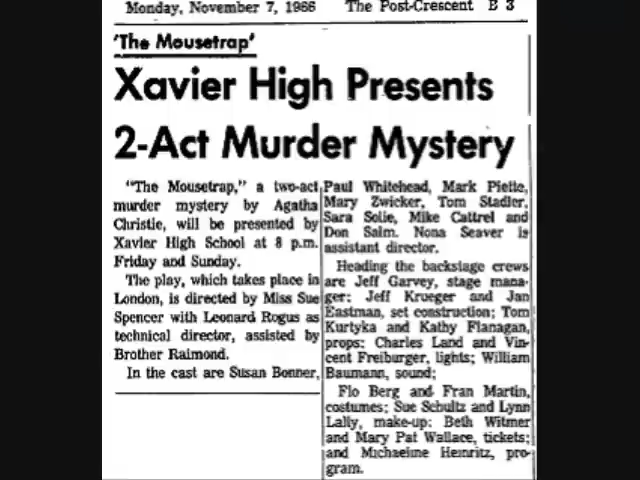 Monday, November 7, 1966 The Post-Crescent B 3
'The Mousetrap'
Xavier High Presents
2-Act Murder Mystery
"The Mousetrap," a two-act
murder mystery by Agatha
Christie, will be presented by
Xavier High School at 8 p.m.
Friday and Sunday.
The play, which takes place in
London, is directed by Miss Sue
Spencer with Leonard Rogus as
technical director, assisted by
Brother Raimond.
In the cast are Susan Bonner,
Paul Whitehead, Mark Piette,
Mary Zwicker, Tom Stadler,
Sara Solie, Mike Cattrel and
Don Salm. Nona Seaver is
assistant director.
Heading the backstage crews
are Jeff Garvey, stage mana-
ger; Jeff Krueger and Jan
Eastman, set construction; Tom
Kurtyka and Kathy Flanagan,
props; Charles Land and Vin-
cent Freiburger, lights; William
Baumann, sound;
Flo Berg and Fran Martin,
costumes; Sue Schultz and Lynn
Lally, make-up; Beth Witmer
and Mary Pat Wallace, tickets;
and Michaeline Heinritz, pro-
gram.